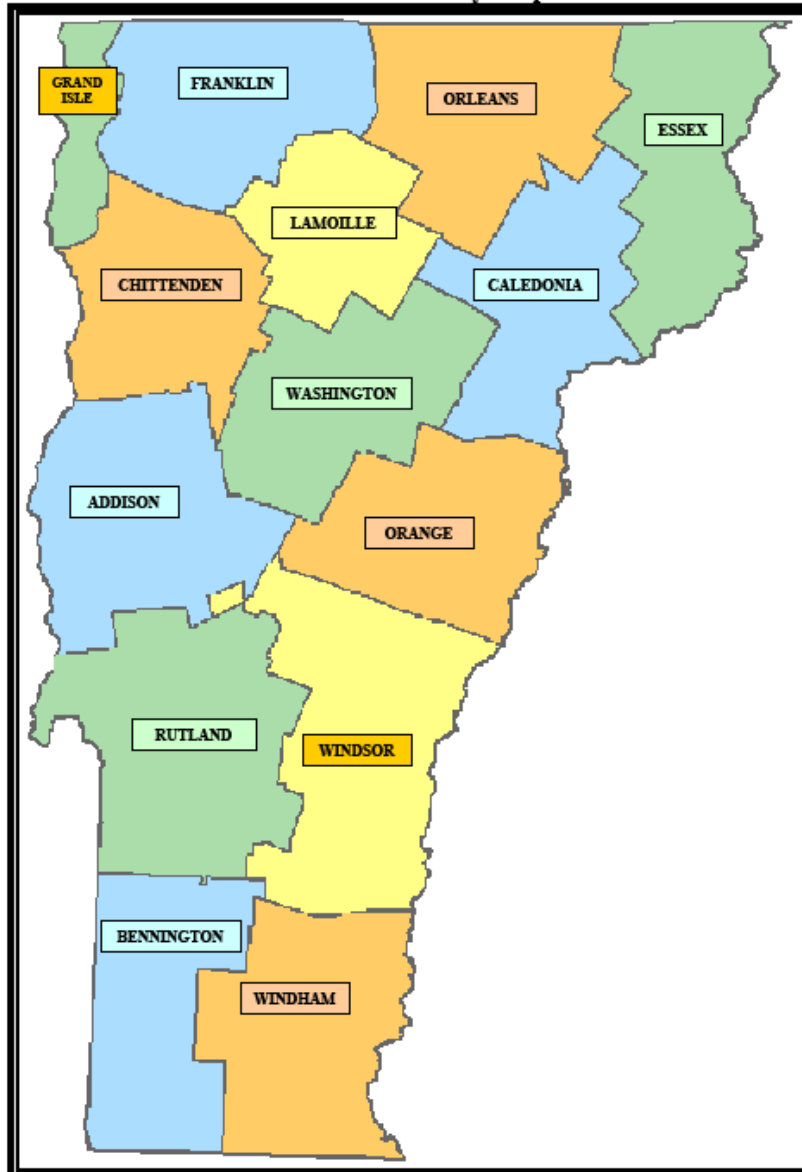 GRAND
ISLE
FRANKLIN
ORLEANS
ESSEX
LAMOILLE
CHITTENDEN
CALEDONIA
WASHINGTON
ADDISON
ORANGE
RUTLAND
WINDSOR
BENNINGTON
WINDHAM